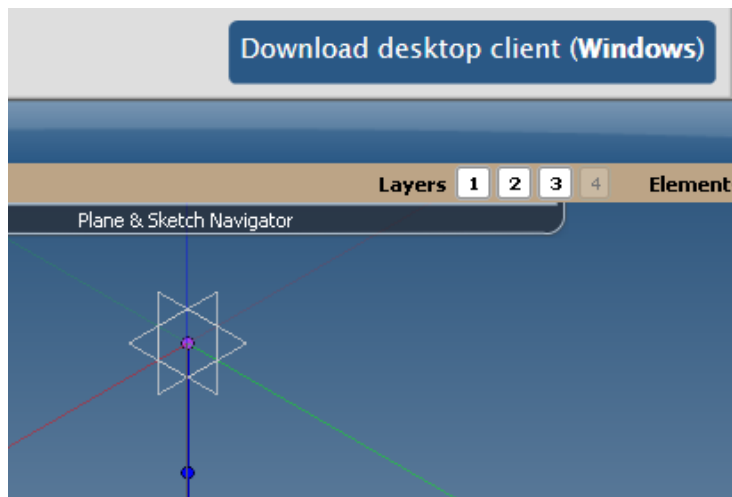 Download desktop client (Windows)
Layers 1 2 3 4 Element
Plane & Sketch Navigator